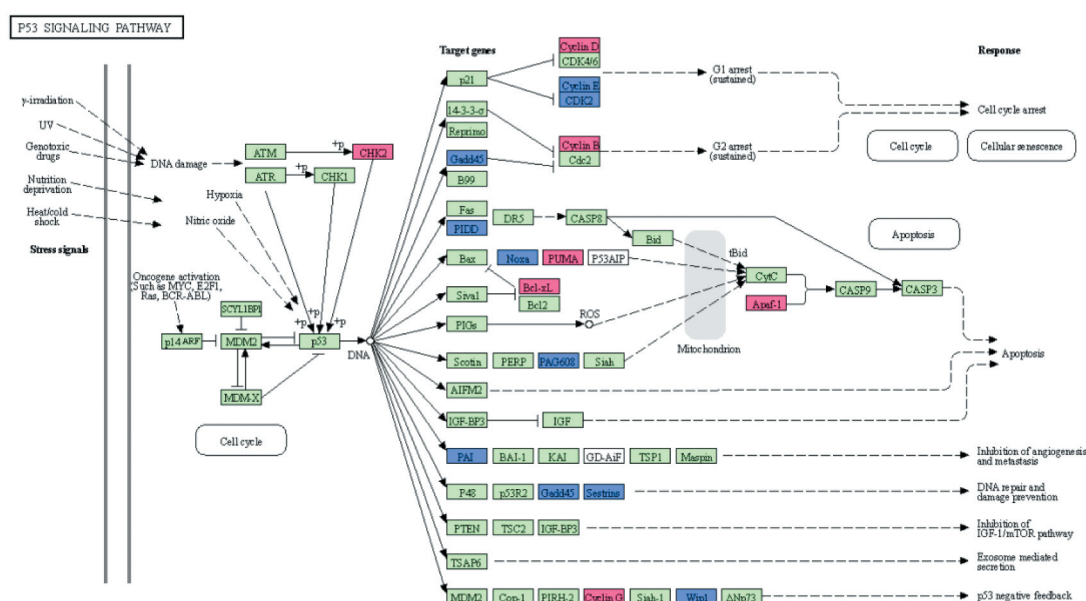 P53 SIGNALING PATHWAY
Target genes
Response
γ-irradiation
UV
Genotoxic
drugs
Nutrition
deprivation
Heat/cold
shock
Stress signals
DNA damage
ATM
+p
CHK2
ATR
+p
CHK1
Hypoxia
Nitric oxide
Oncogene activation
(Such as MYC, E2F1,
Ras, BCR-ABL)
SCYL1BP1
+p
+p
+p
p14ARF
MDM2
p53
DNA
MDM-X
Cell cycle
p21
Cyclin D
CDK4/6
Cyclin E
CDK2
G1 arrest
(sustained)
14-3-3-σ
Reprimo
Cyclin B
Cdc2
G2 arrest
(sustained)
Gadd45
B99
Cell cycle arrest
Cell cycle
Cellular senescence
Fas
PIDD
DR5
CASP8
Bid
tBid
Apoptosis
Bax
Noxa
PUMA
P53AIP
CytC
Bcl-xL
Bcl2
Siva1
Apaf-1
CASP9
CASP3
PIGs
ROS
Mitochondrion
Scotin
PERP
PAG608
Siah
Apoptosis
AIFM2
IGF-BP3
IGF
PAI
BAI-1
KAI
GD-AiF
TSP1
Maspin
Inhibition of angiogenesis
and metastasis
P48
p53R2
Gadd45
Sestrins
DNA repair and
damage prevention
PTEN
TSC2
IGF-BP3
Inhibition of
IGF-1/mTOR pathway
TSAP6
Exosome mediated
secretion
MDM2
Cop-1
PIRH-2
Cyclin G
Siah-1
Wip1
ΔNp73
p53 negative feedback